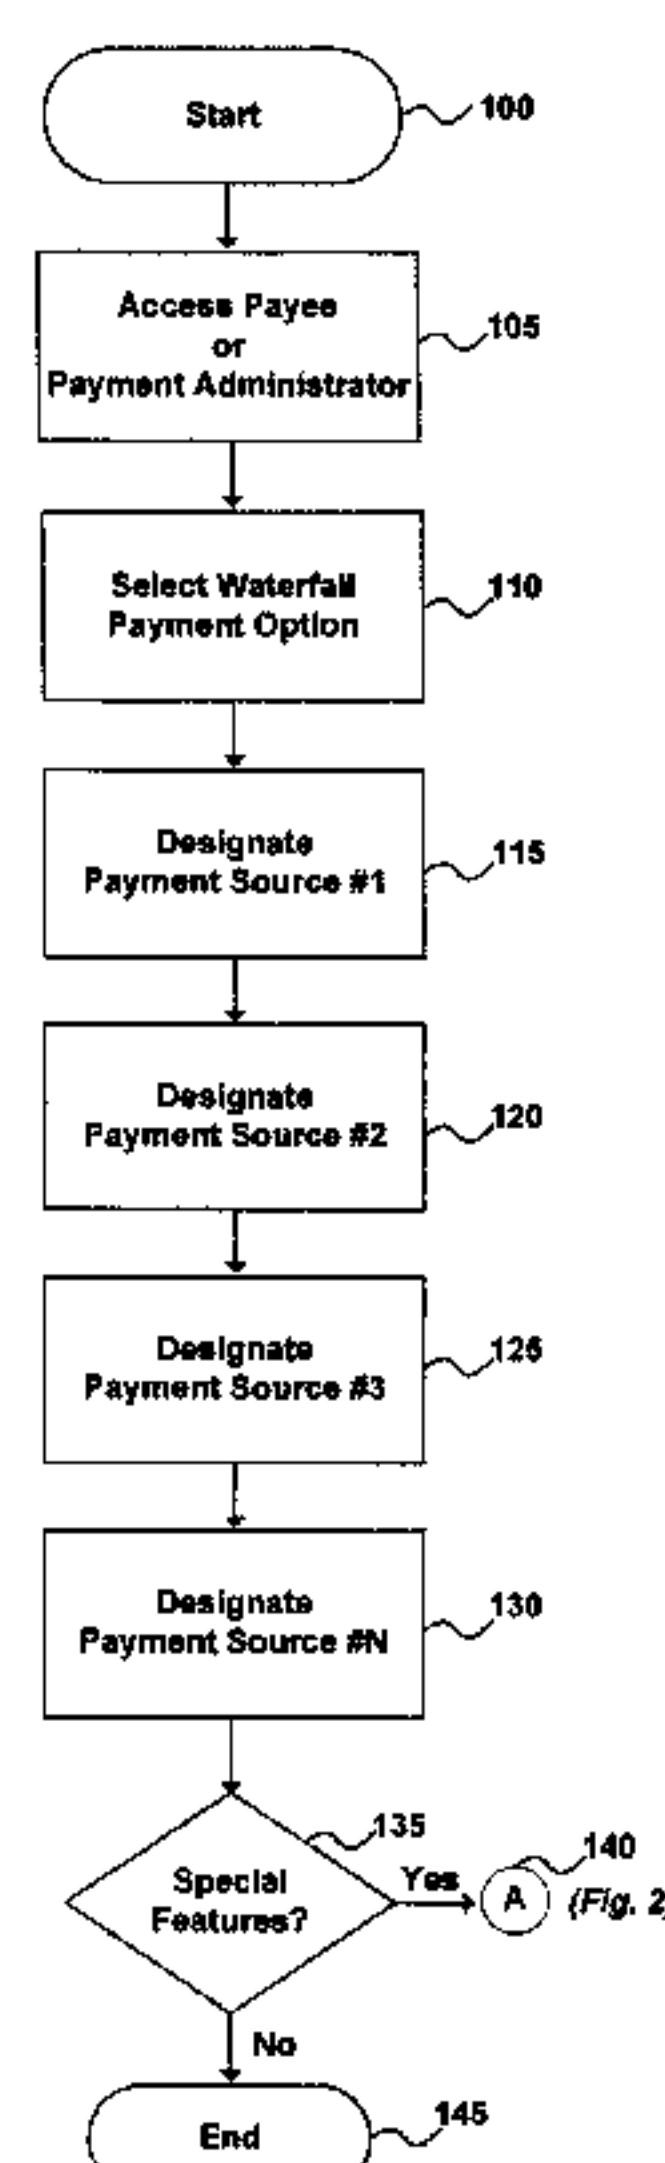 Start
100
Access Payee
or
Payment Administrator
105
Select Waterfall
Payment Option
110
Designate
Payment Source #1
115
Designate
Payment Source #2
120
Designate
Payment Source #3
125
Designate
Payment Source #N
130
135
Special
Features?
Yes
140
A
(Fig. 2)
No
End
145